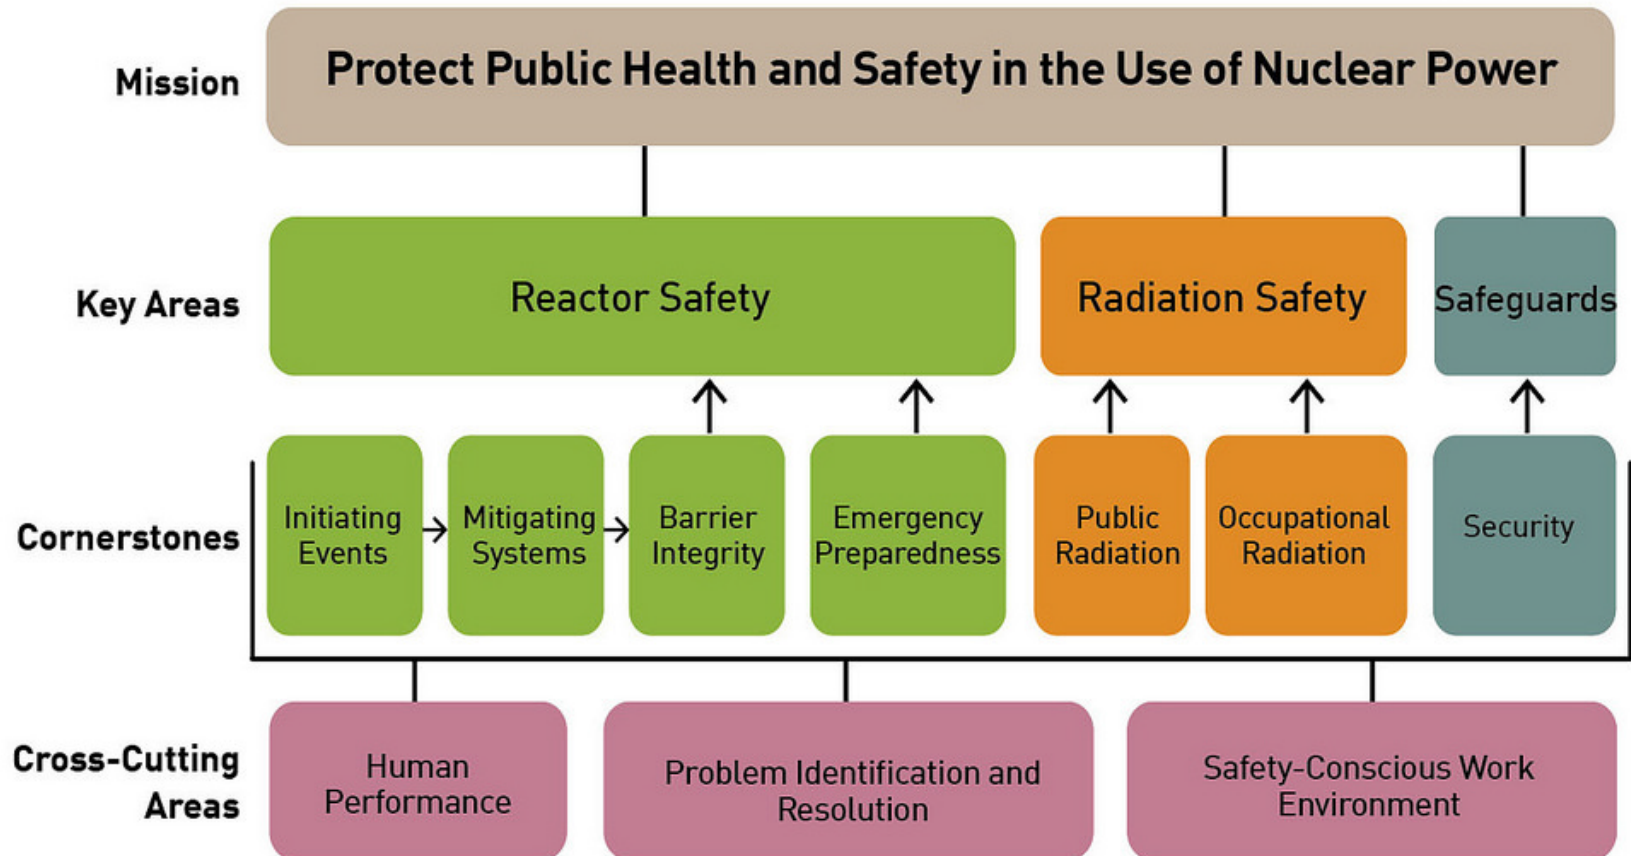 Mission
Protect Public Health and Safety in the Use of Nuclear Power
Key Areas
Reactor Safety
Radiation Safety
Safeguards
Cornerstones
Initiating
Events
Mitigating
Systems
Barrier
Integrity
Emergency
Preparedness
Public
Radiation
Occupational
Radiation
Security
Cross-Cutting
Areas
Human
Performance
Problem Identification and
Resolution
Safety-Conscious Work
Environment